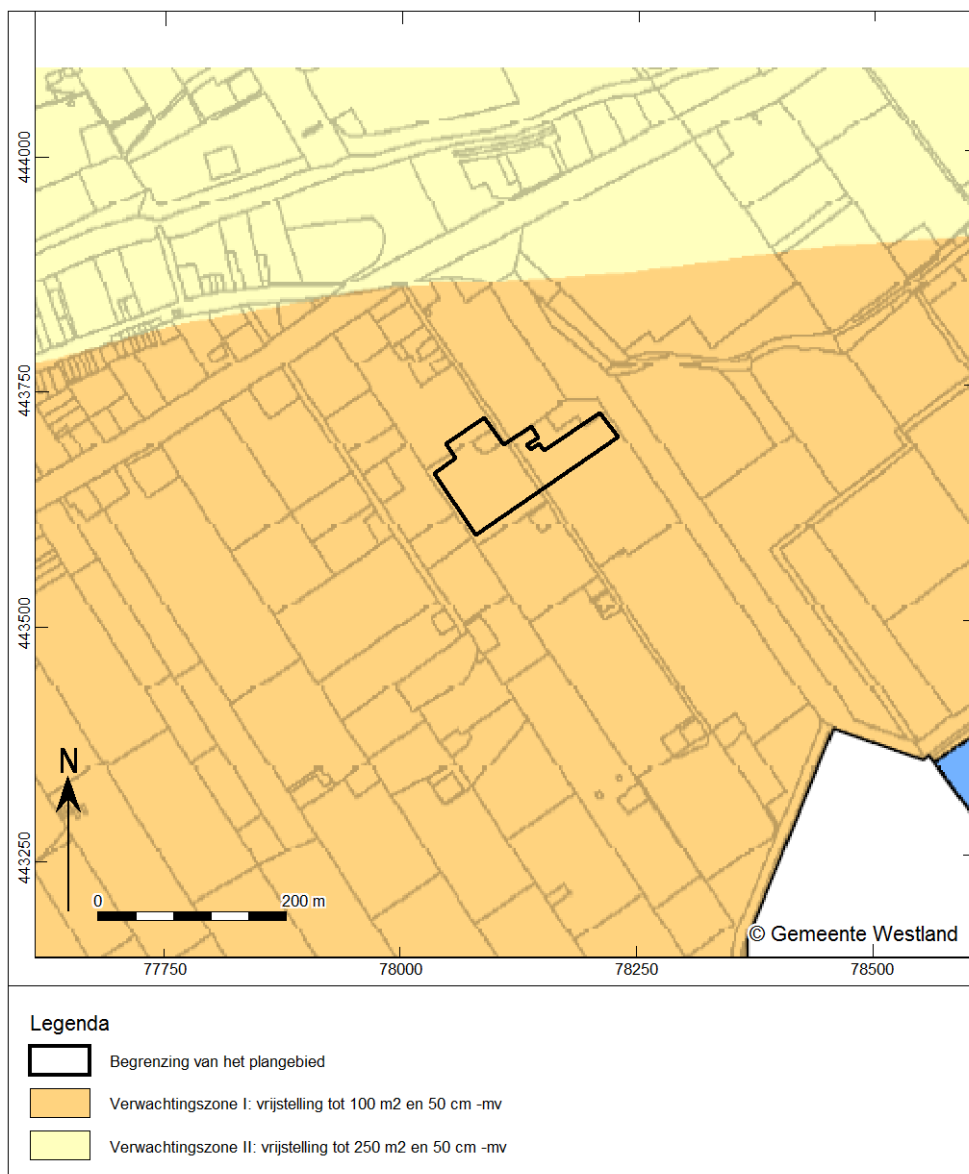 444000
443750
443500
443250
N
0 200 m
© Gemeente Westland
77750 78000 78250 78500
Legenda
Begrenzing van het plangebied
Verwachtingszone I: vrijstelling tot 100 m2 en 50 cm -mv
Verwachtingszone II: vrijstelling tot 250 m2 en 50 cm -mv